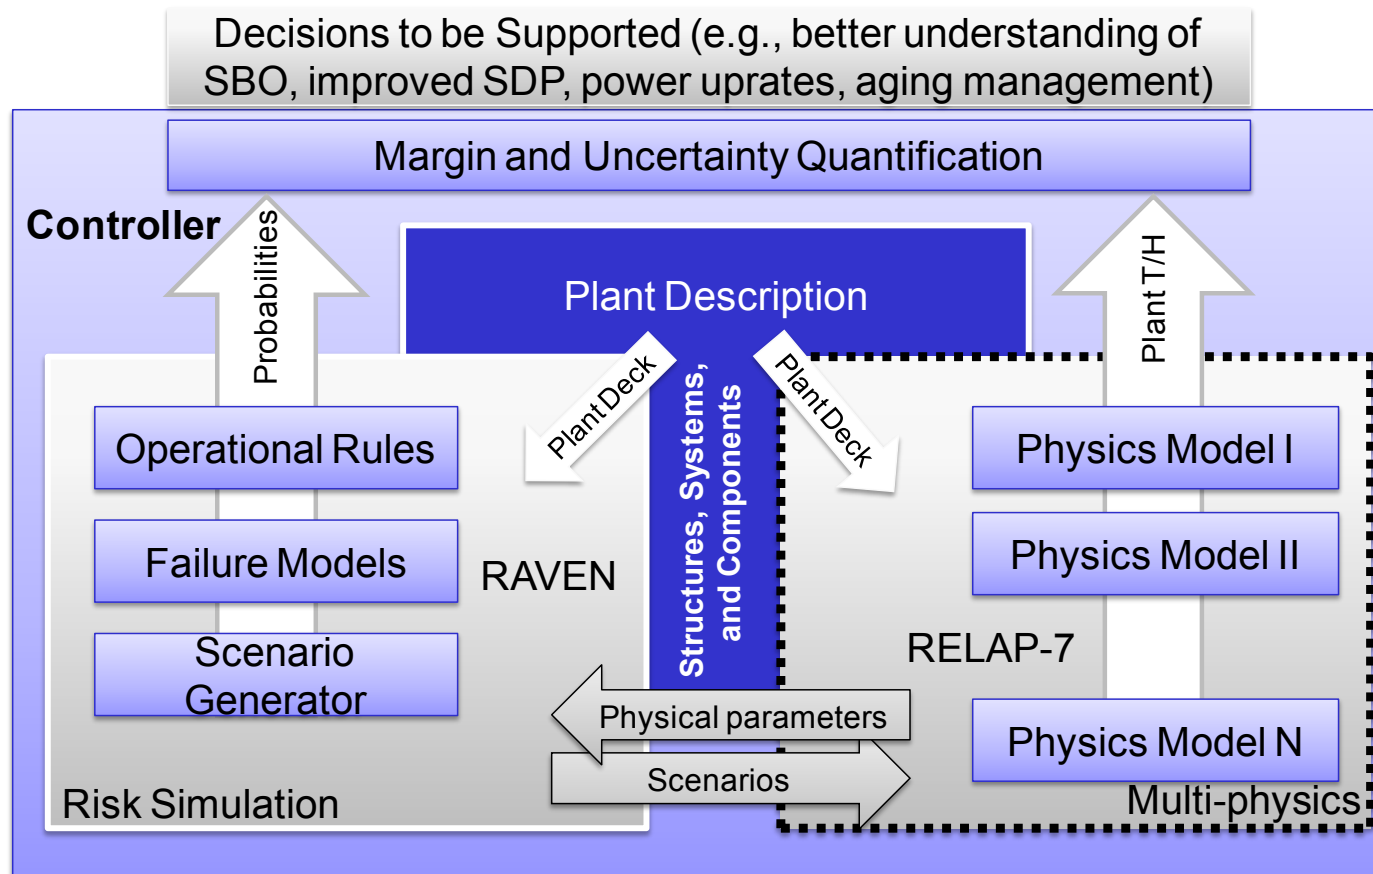 Decisions to be Supported (e.g., better understanding of
SBO, improved SDP, power uprates, aging management)
Margin and Uncertainty Quantification
Controller
Probabilities
Plant T/H
Plant Description
Plant Deck
Plant Deck
Structures, Systems,
and Components
Operational Rules
Failure Models
Scenario
Generator
RAVEN
Risk Simulation
Physics Model I
Physics Model II
RELAP-7
Physics Model N
Multi-physics
Physical parameters
Scenarios